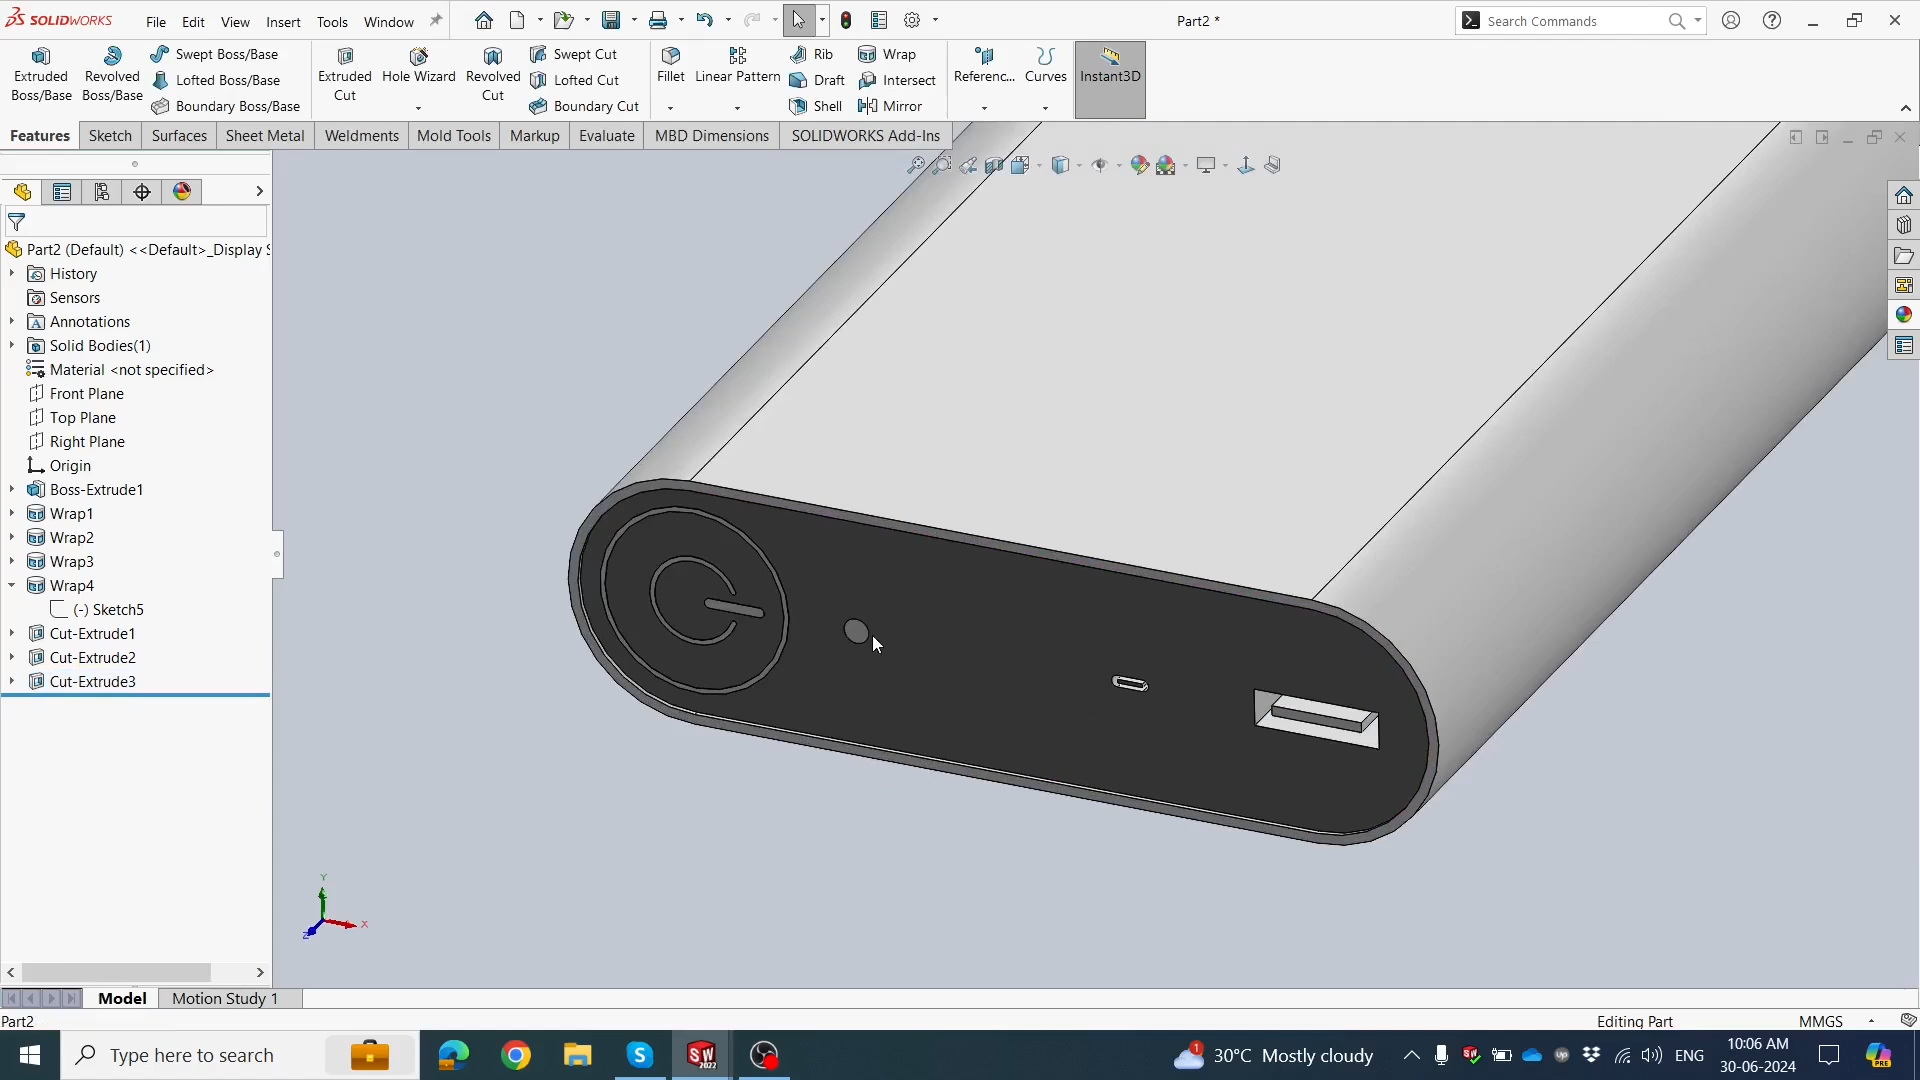 SOLIDWORKS File Edit View Insert Tools Window Part2 * Search Commands
Extruded Boss/Base
Revolved Boss/Base
Swept Boss/Base
Lofted Boss/Base
Boundary Boss/Base
Extruded Cut
Hole Wizard
Revolved Cut
Swept Cut
Lofted Cut
Boundary Cut
Fillet
Linear Pattern
Rib
Draft
Shell
Wrap
Intersect
Mirror
Referenc...
Curves
Instant3D
Features Sketch Surfaces Sheet Metal Weldments Mold Tools Markup Evaluate MBD Dimensions SOLIDWORKS Add-Ins
Part2 (Default) <<Default>_Display S
History
Sensors
Annotations
Solid Bodies(1)
Material <not specified>
Front Plane
Top Plane
Right Plane
Origin
Boss-Extrude1
Wrap1
Wrap2
Wrap3
Wrap4
(-) Sketch5
Cut-Extrude1
Cut-Extrude2
Cut-Extrude3
Y
X
Z
Model Motion Study 1
Part2 Editing Part MMGS
Type here to search
SW 2022
1
30°C Mostly cloudy
ENG
10:06 AM
30-06-2024
PRE